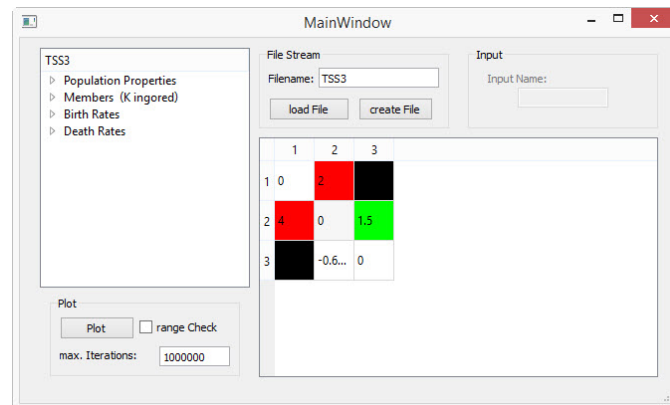 MainWindow
TSS3
Population Properties
Members (K ingored)
Birth Rates
Death Rates
File Stream
Filename: TSS3
load File create File
Input
Input Name:
1 2 3
1 0 2
2 4 0 1.5
3 -0.6... 0
Plot
Plot range Check
max. Iterations: 1000000